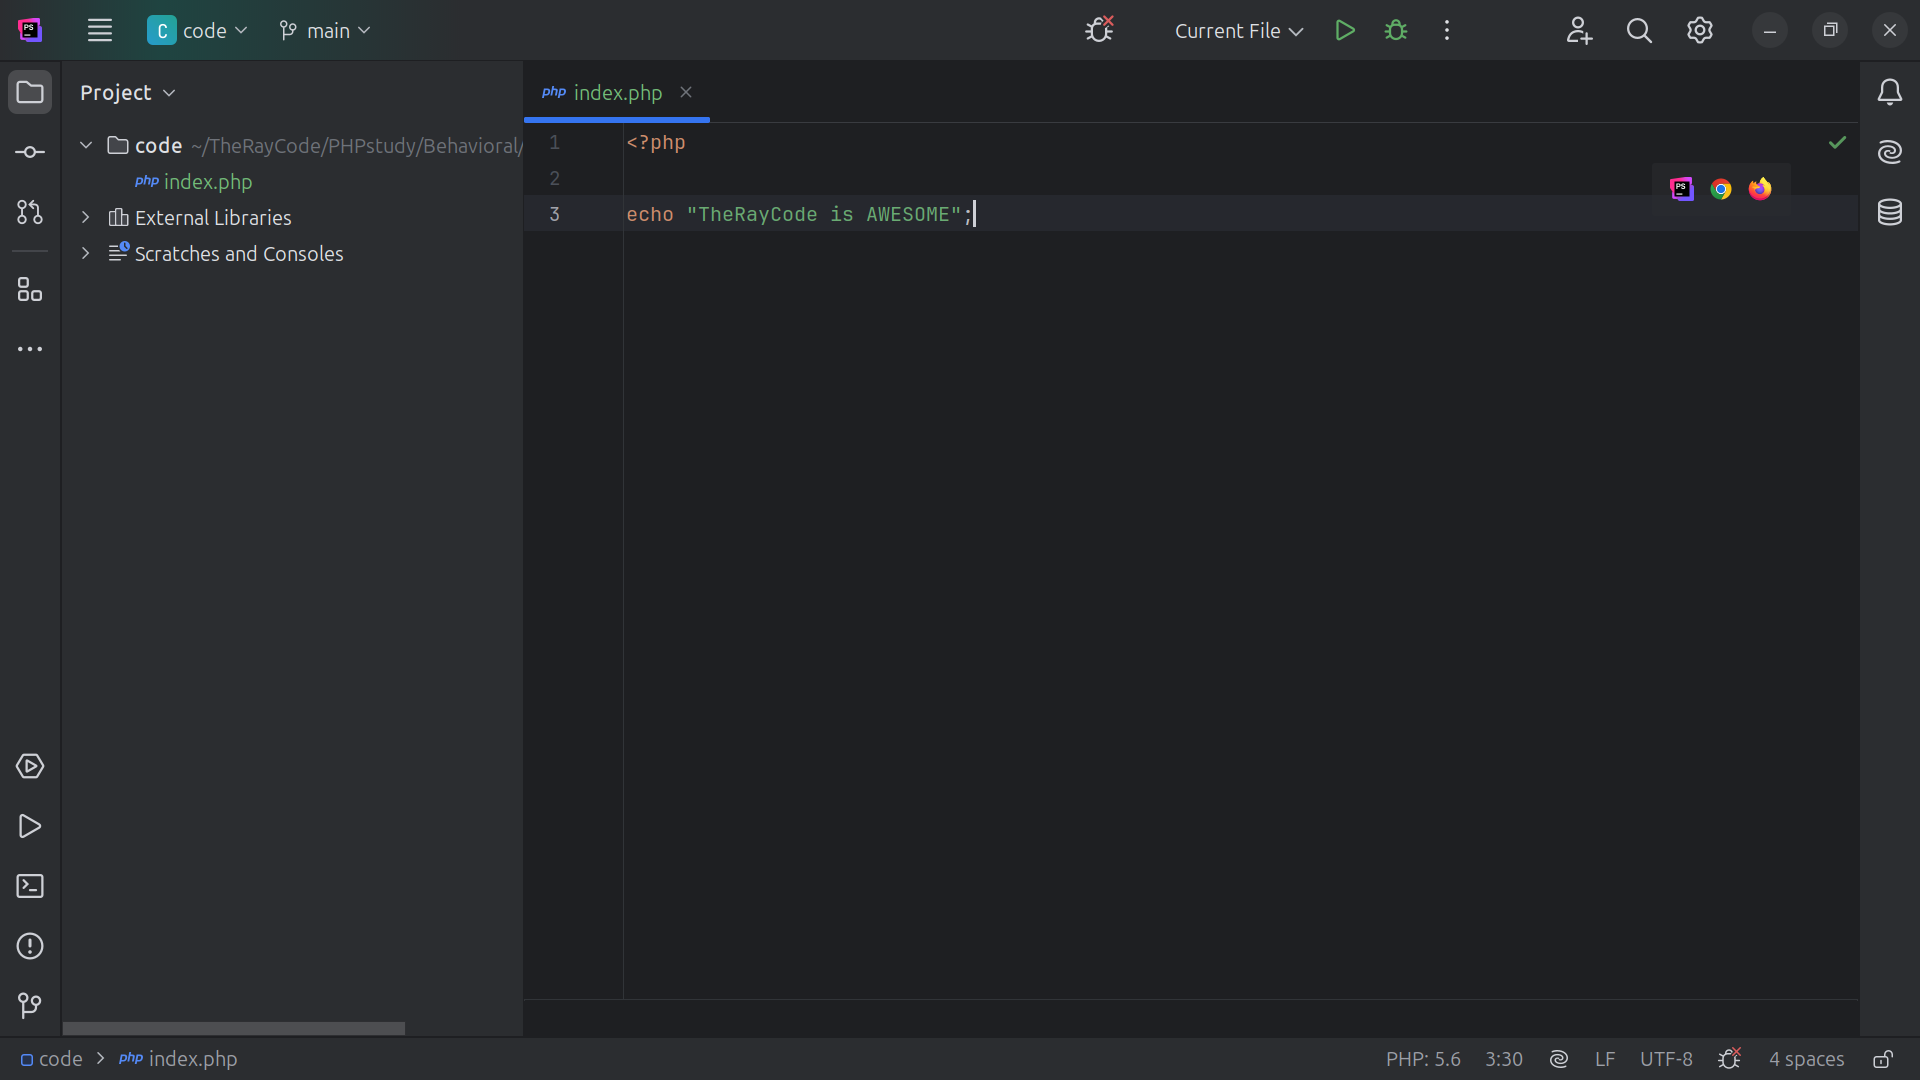 PS
C code main Current File
Project
php index.php
code ~/TheRayCode/PHPstudy/Behavioral/
php index.php
External Libraries
Scratches and Consoles
1 <?php
2
3 echo "TheRayCode is AWESOME";
PS
code > php index.php
PHP: 5.6 3:30 LF UTF-8 4 spaces